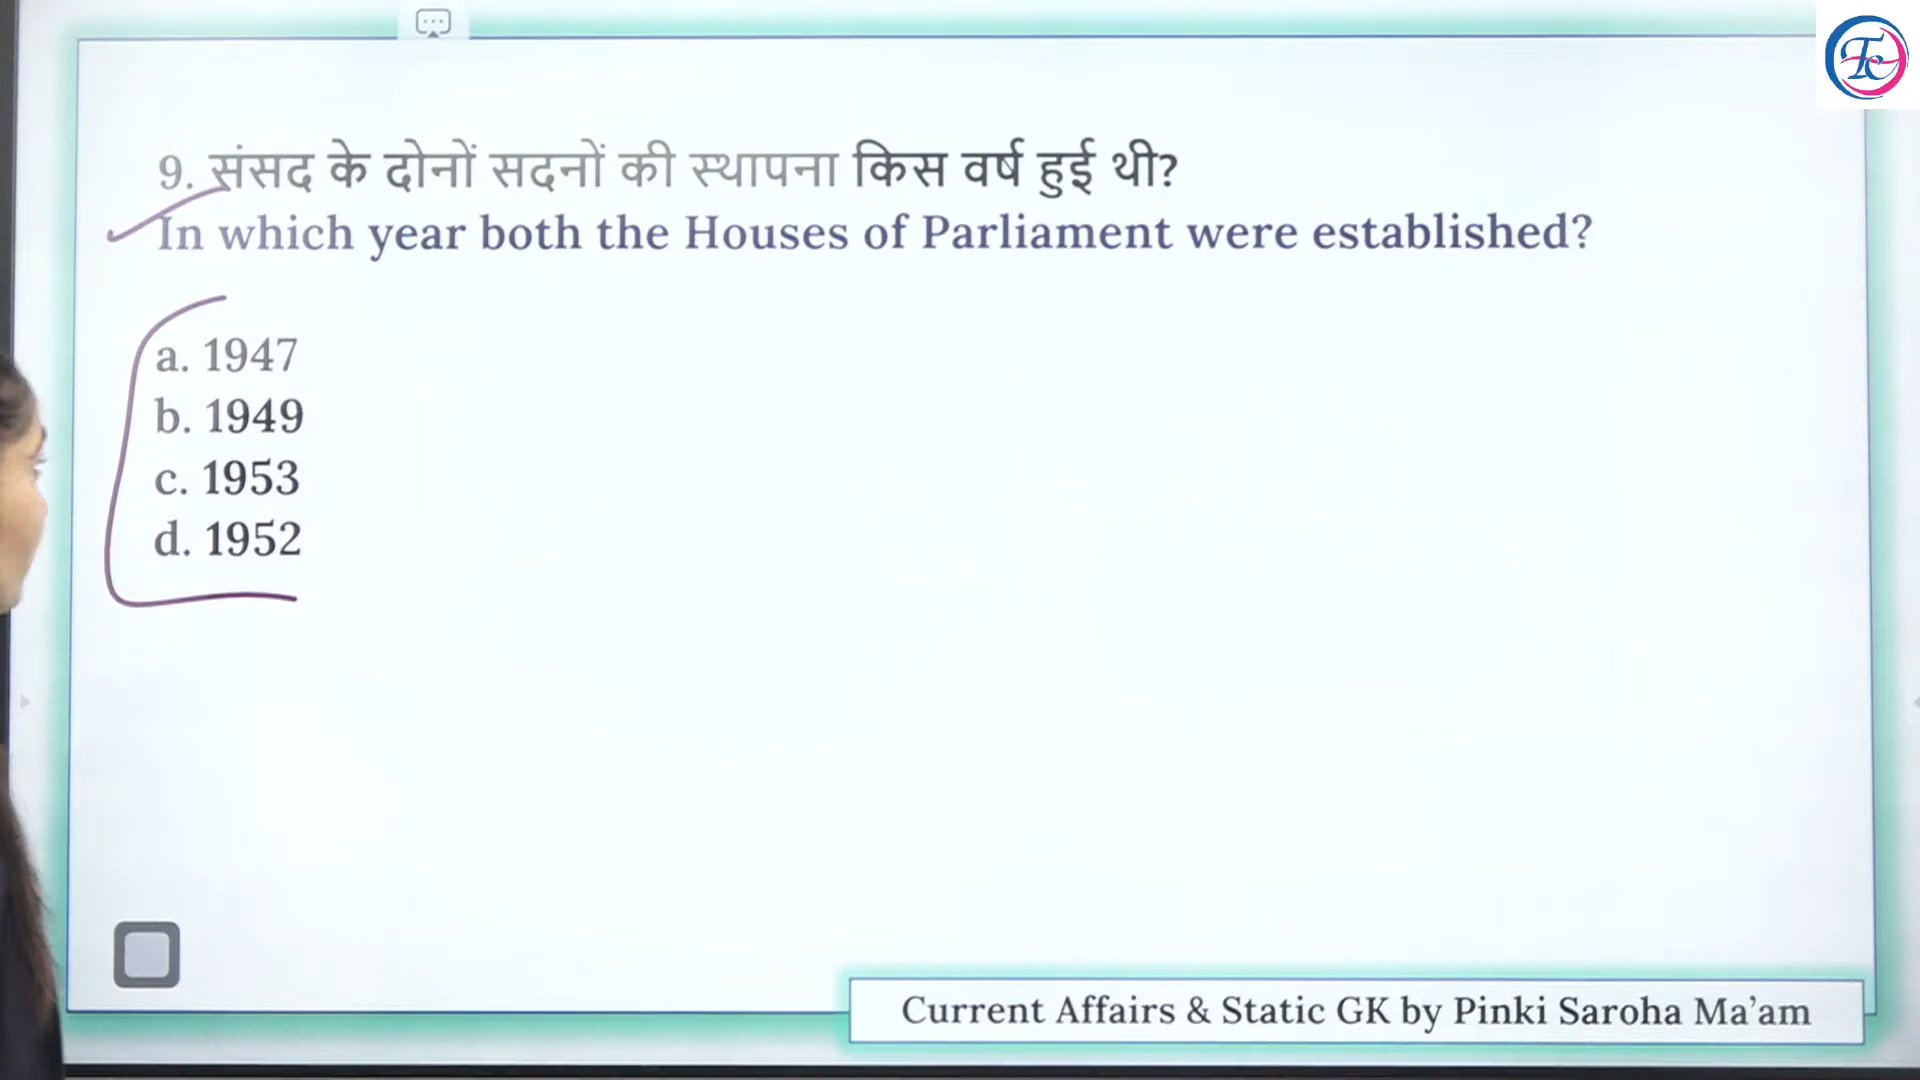 Tc
9. संसद के दोनों सदनों की स्थापना किस वर्ष हुई थी?
In which year both the Houses of Parliament were established?
a. 1947
b. 1949
c. 1953
d. 1952
Current Affairs & Static GK by Pinki Saroha Ma’am